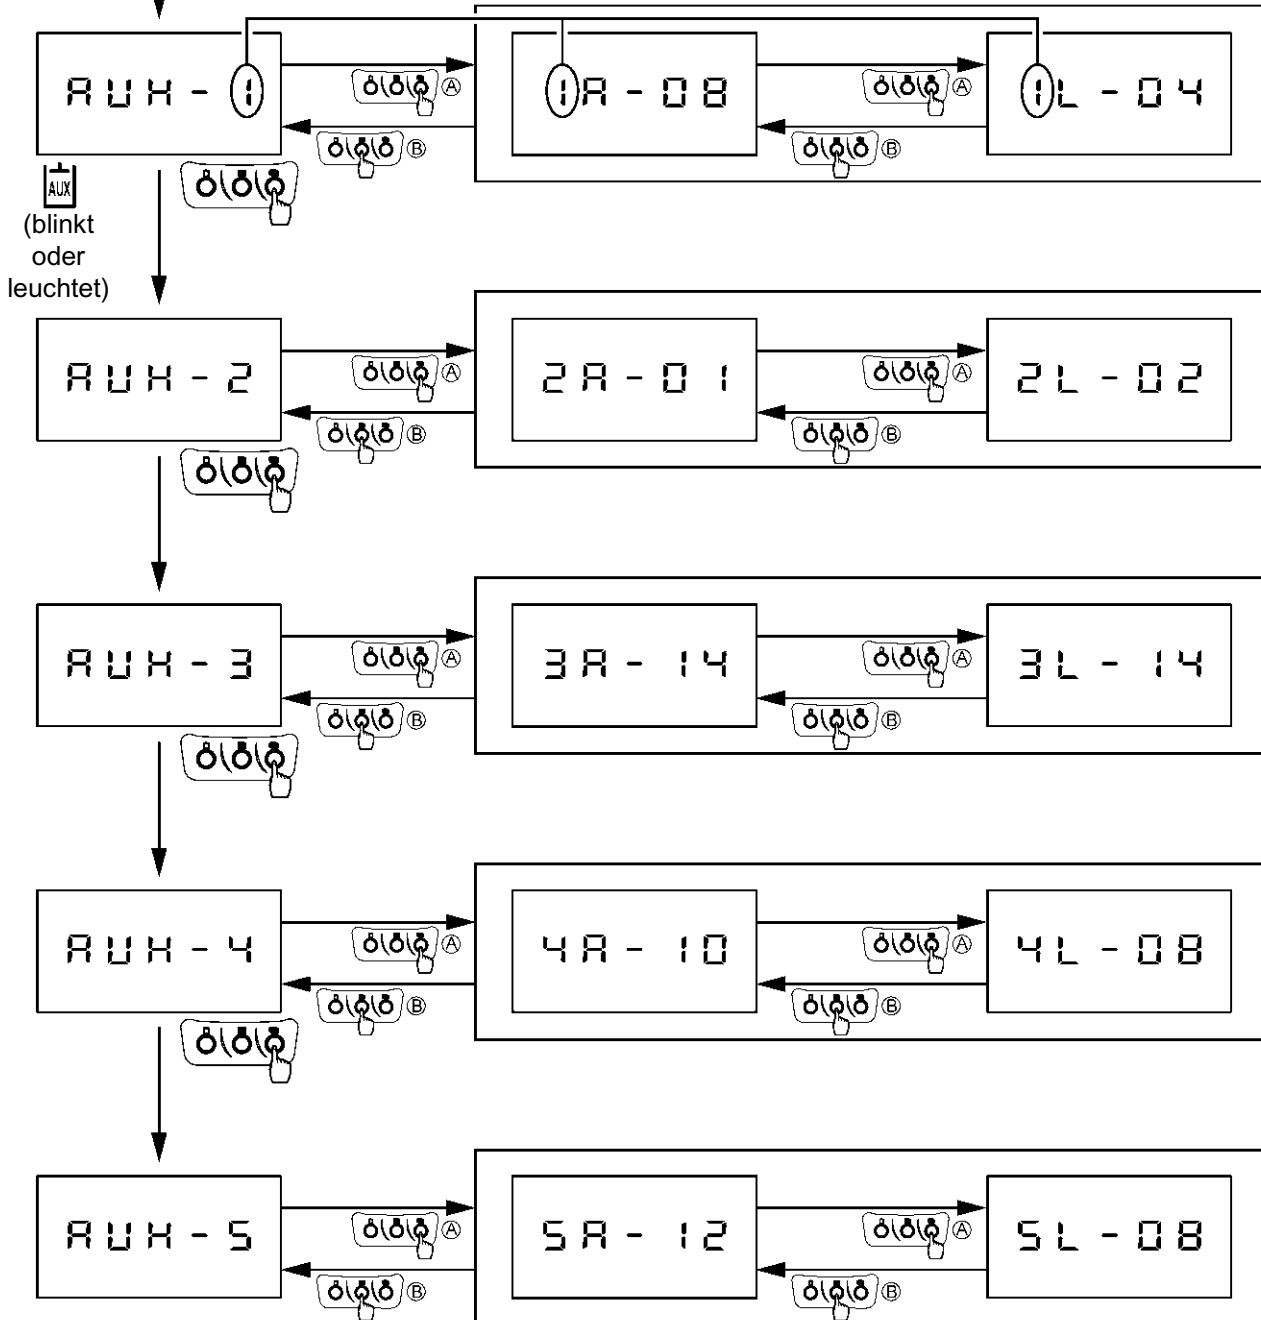 AUX-1 1A-08 1L-04
A A
B B
AUX
(blinkt
oder
leuchtet)
AUX-2 2A-01 2L-02
A A
B B
AUX-3 3A-14 3L-14
A A
B B
AUX-4 4A-10 4L-08
A A
B B
AUX-5 5A-12 5L-08
A A
B B